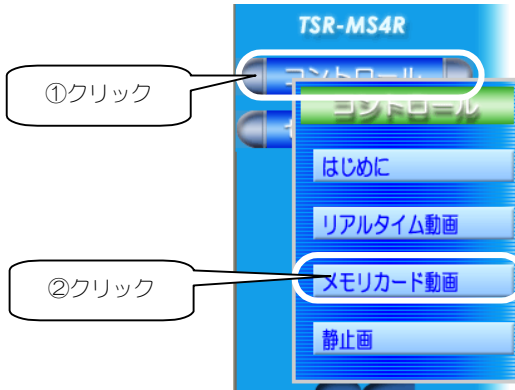 TSR-MS4R
コントロール
①クリック
コントロール
はじめに
リアルタイム動画
メモリカード動画
②クリック
静止画